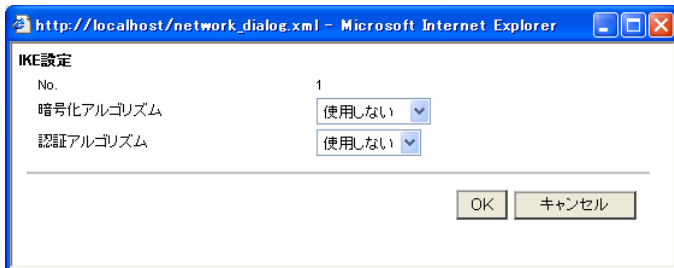 http://localhost/network_dialog.xml - Microsoft Internet Explorer
IKE設定
No. 1
暗号化アルゴリズム 使用しない
認証アルゴリズム 使用しない
OK キャンセル